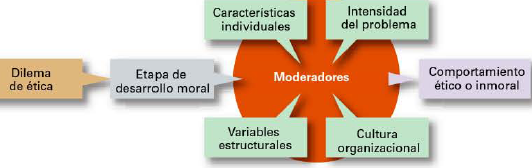 Características
individuales
Intensidad
del problema
Dilema
de ética
Etapa de
desarrollo moral
Moderadores
Comportamiento
ético o inmoral
Variables
estructurales
Cultura
organizacional